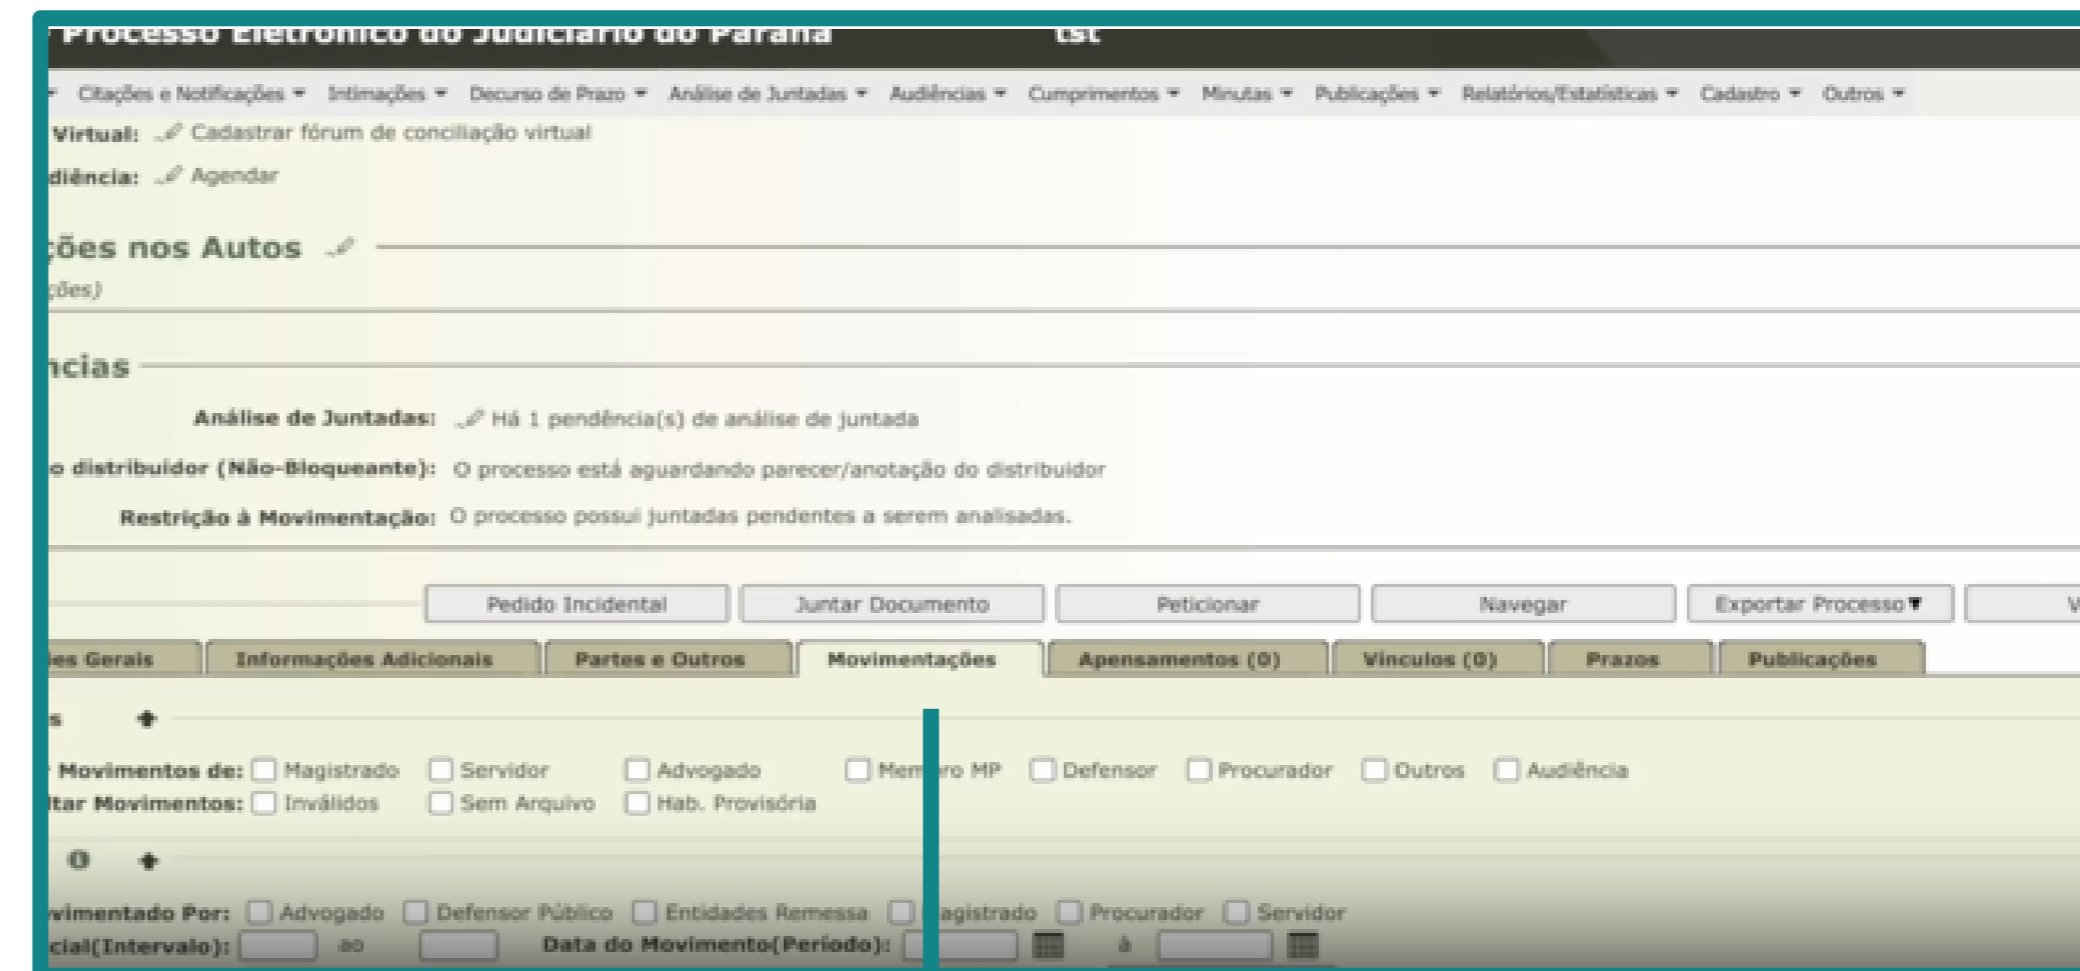 Processo Eletrônico do Judiciário do Paraná tst
Citações e Notificações Intimações Decurso de Prazo Análise de Juntadas Audiências Cumprimentos Minutas Publicações Relatórios/Estatísticas Cadastro Outros
Virtual: Cadastrar fórum de conciliação virtual
diência: Agendar
ções nos Autos
ções)
ncias
Análise de Juntadas: Há 1 pendência(s) de análise de juntada
o distribuidor (Não-Bloqueante): O processo está aguardando parecer/anotação do distribuidor
Restrição à Movimentação: O processo possui juntadas pendentes a serem analisadas.
Pedido Incidental Juntar Documento Peticionar Navegar Exportar Processo V
es Gerais Informações Adicionais Partes e Outros Movimentações Apensamentos (0) Vínculos (0) Prazos Publicações
s
Movimentos de: Magistrado Servidor Advogado Mem ro MP Defensor Procurador Outros Audiência
tar Movimentos: Inválidos Sem Arquivo Hab. Provisória
vimentado Por: Advogado Defensor Público Entidades Remessa agistrado Procurador Servidor
cial(Intervalo): ao Data do Movimento(Período): à